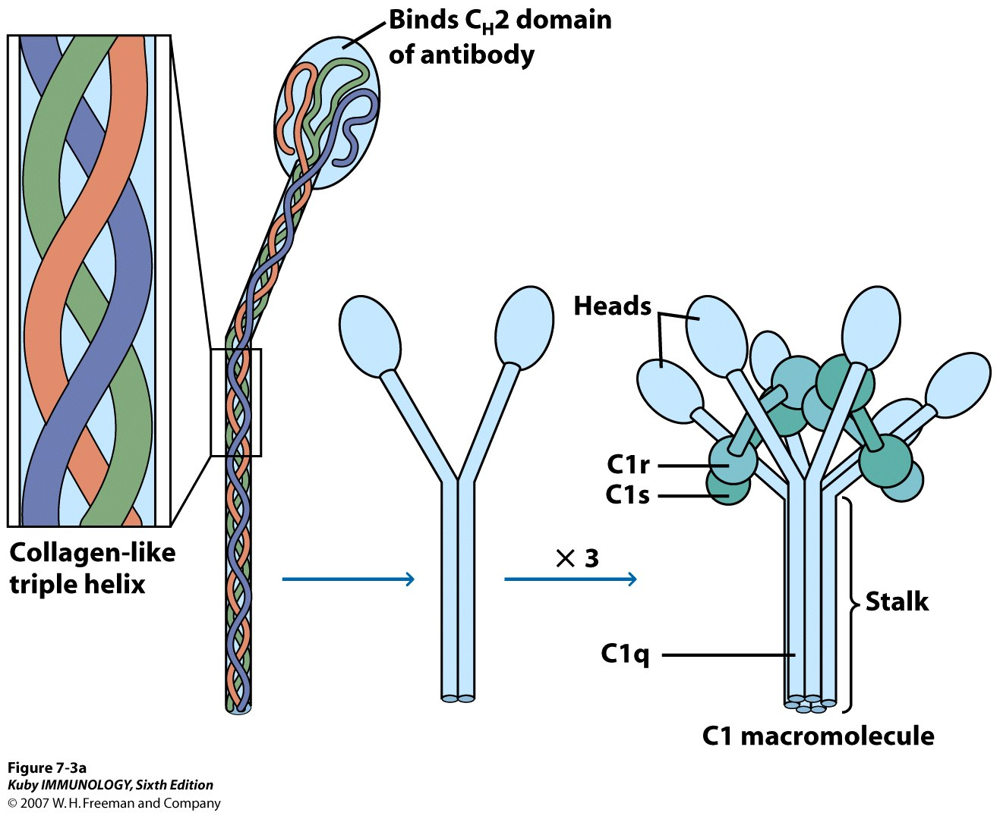 Binds CH2 domain
of antibody
Heads
C1r
C1s
Collagen-like
triple helix
× 3
Stalk
C1q
C1 macromolecule
Figure 7-3a
Kuby IMMUNOLOGY, Sixth Edition
© 2007 W. H. Freeman and Company